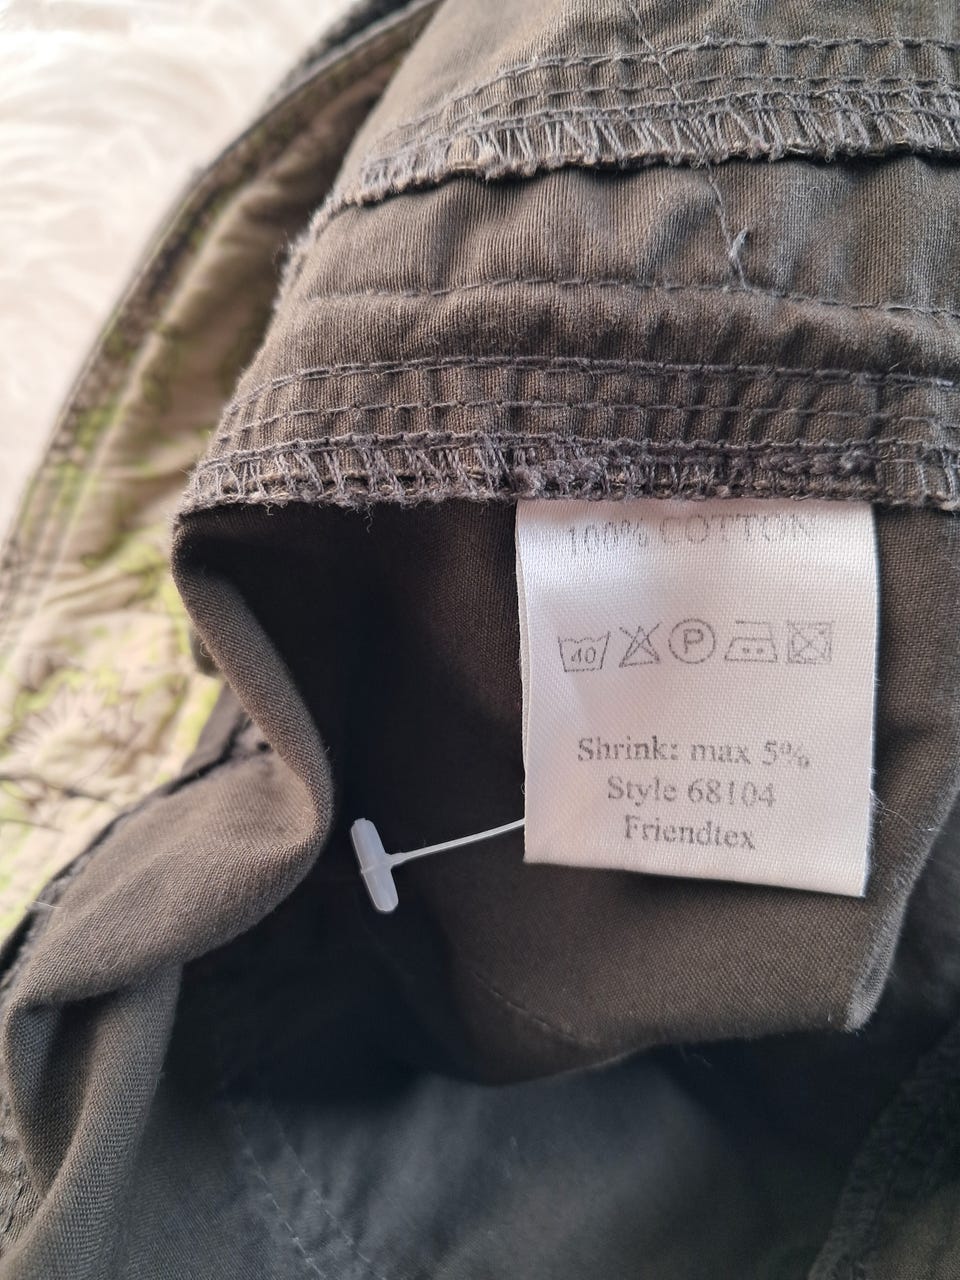 100% COTTON
40 P
Shrink: max 5%
Style 68104
Friendtex